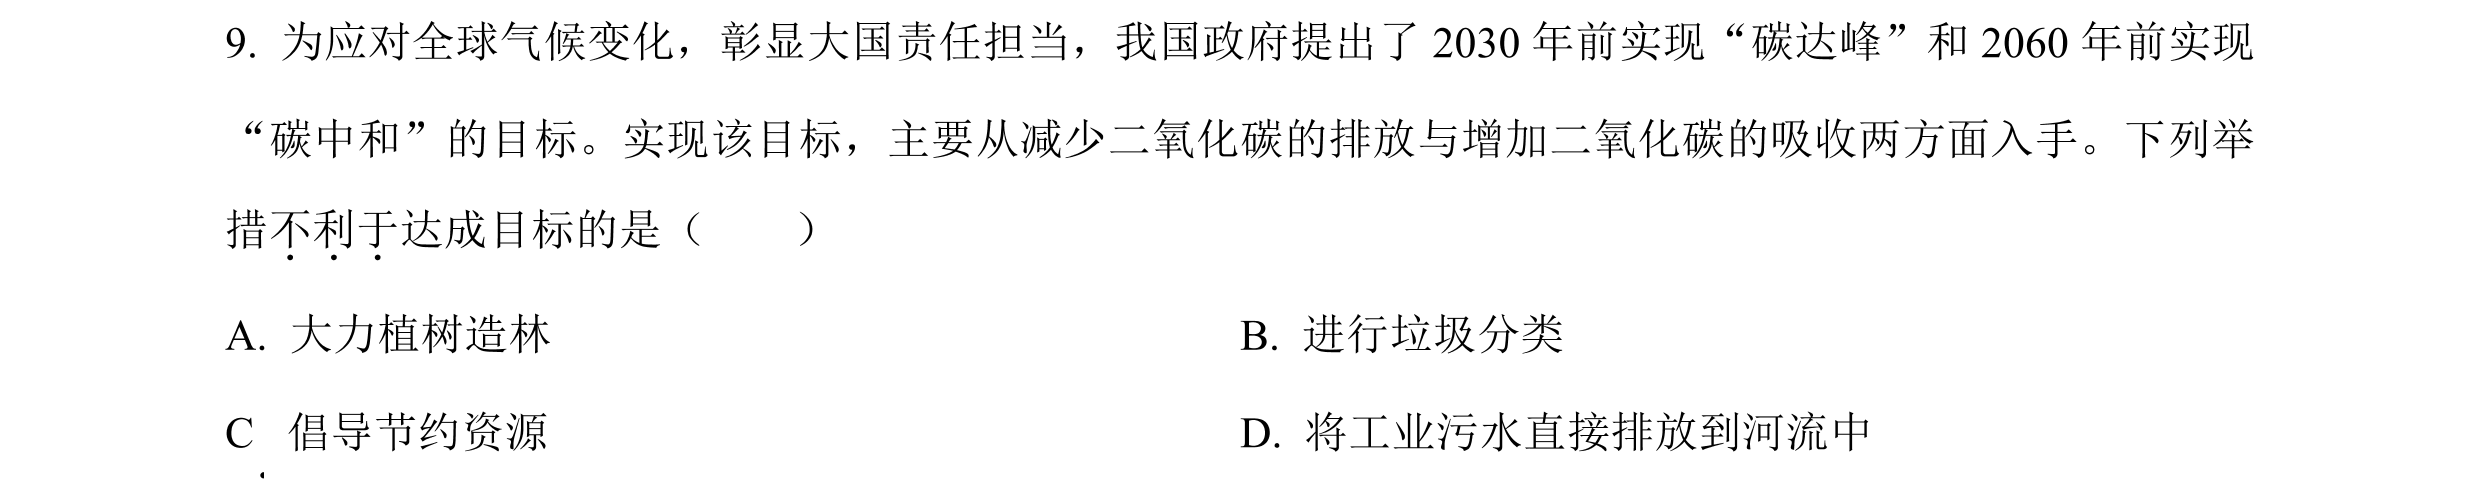 9. 为应对全球气候变化，彰显大国责任担当，我国政府提出了 2030 年前实现“碳达峰”和 2060 年前实现
“碳中和”的目标。实现该目标，主要从减少二氧化碳的排放与增加二氧化碳的吸收两方面入手。下列举
措不利于达成目标的是（　　）
A. 大力植树造林　　B. 进行垃圾分类
C. 倡导节约资源　　D. 将工业污水直接排放到河流中